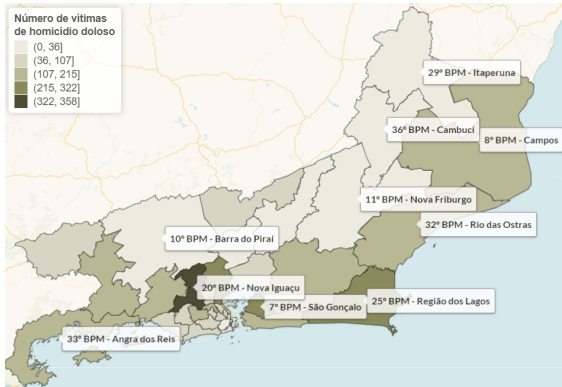 Número de vítimas
de homicídio doloso
(0, 36]
(36, 107]
(107, 215]
(215, 322]
(322, 358]
29º BPM - Itaperuna
36º BPM - Cambuci
8º BPM - Campos
11º BPM - Nova Friburgo
32º BPM - Rio das Ostras
10º BPM - Barra do Piraí
20º BPM - Nova Iguaçu
7º BPM - São Gonçalo
25º BPM - Região dos Lagos
33º BPM - Angra dos Reis